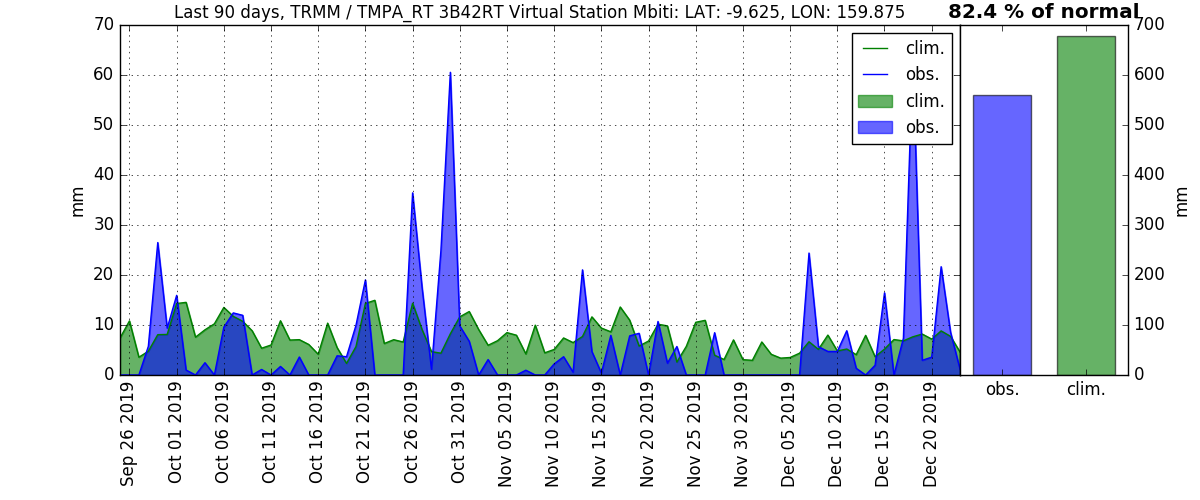 Last 90 days, TRMM / TMPA_RT 3B42RT Virtual Station Mbiti: LAT: -9.625, LON: 159.875
82.4 % of normal
70
60
50
40
30
20
10
0
mm
clim.
obs.
clim.
obs.
Sep 26 2019
Oct 01 2019
Oct 06 2019
Oct 11 2019
Oct 16 2019
Oct 21 2019
Oct 26 2019
Oct 31 2019
Nov 05 2019
Nov 10 2019
Nov 15 2019
Nov 20 2019
Nov 25 2019
Nov 30 2019
Dec 05 2019
Dec 10 2019
Dec 15 2019
Dec 20 2019
700
600
500
400
300
200
100
0
mm
obs.
clim.